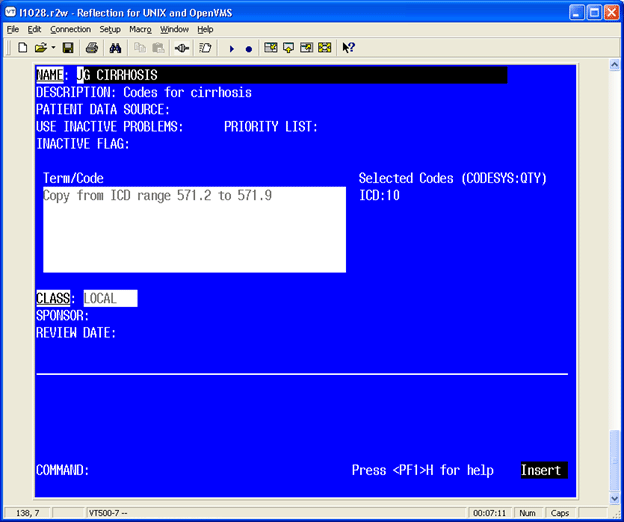 I1028.r2w - Reflection for UNIX and OpenVMS
File Edit Connection Setup Macro Window Help
NAME: JG CIRRHOSIS
DESCRIPTION: Codes for cirrhosis
PATIENT DATA SOURCE:
USE INACTIVE PROBLEMS: PRIORITY LIST:
INACTIVE FLAG:
Term/Code Selected Codes (CODESYS:QTY)
Copy from ICD range 571.2 to 571.9 ICD:10
CLASS: LOCAL
SPONSOR:
REVIEW DATE:
COMMAND: Press <PF1>H for help Insert
138, 7 VT500-7 -- 00:07:11 Num Caps